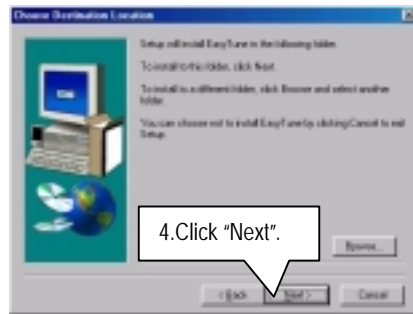 Choose Destination Location
Setup will install EasyTune in the following folder.
To install to this folder, click Next.
To install to a different folder, click Browse and select another
folder.
You can choose not to install EasyTune by clicking Cancel to exit
Setup.
4.Click "Next".
Browse...
< Back
Next >
Cancel